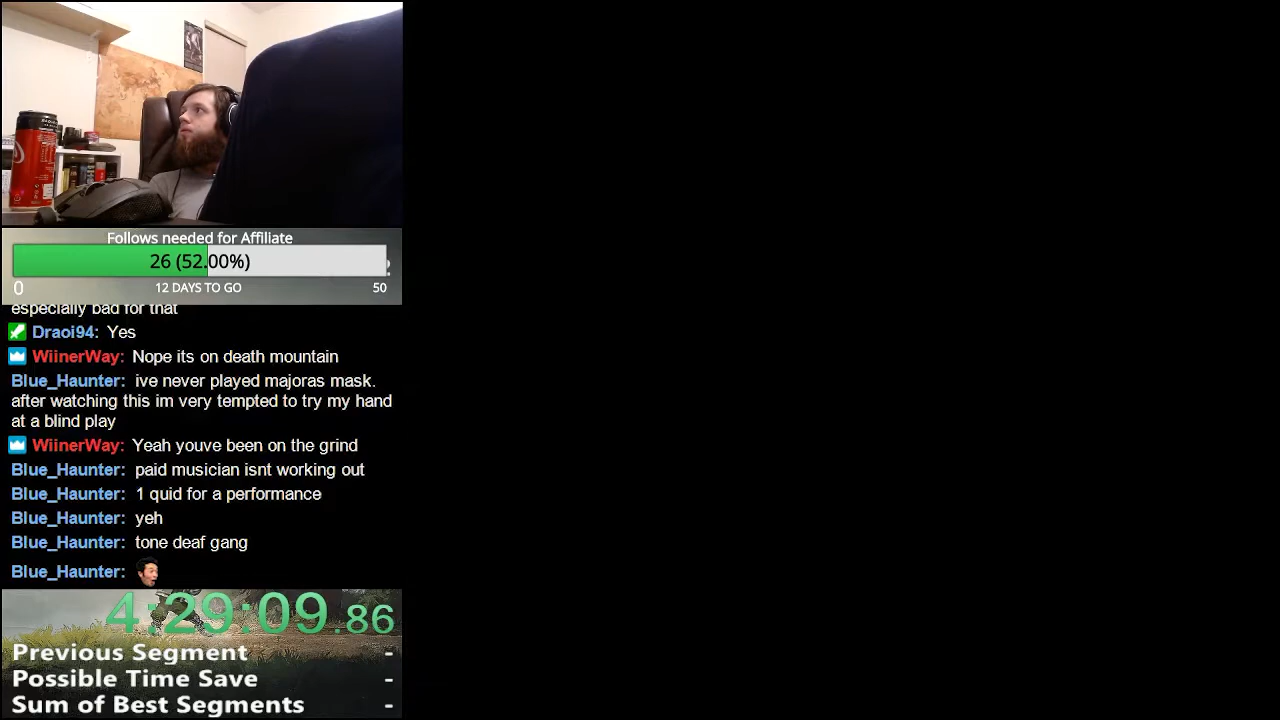 Follows needed for Affiliate
26 (52.00%)
0 12 DAYS TO GO 50
especially bad for that
Draoi94: Yes
WiinerWay: Nope its on death mountain
Blue_Haunter: ive never played majoras mask.
after watching this im very tempted to try my hand
at a blind play
WiinerWay: Yeah youve been on the grind
Blue_Haunter: paid musician isnt working out
Blue_Haunter: 1 quid for a performance
Blue_Haunter: yeh
Blue_Haunter: tone deaf gang
Blue_Haunter:
4:29:09.86
Previous Segment -
Possible Time Save -
Sum of Best Segments -